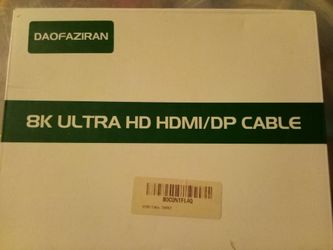 DAOFAZIRAN
8K ULTRA HD HDMI/DP CABLE